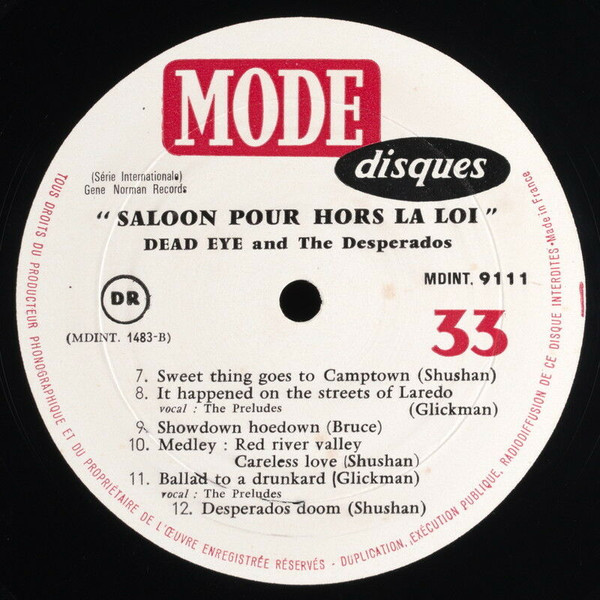 MODE
disques
(Série Internationale)
Gene Norman Records
“ SALOON POUR HORS LA LOI ”
DEAD EYE and The Desperados
MDINT. 9111
DR
33
(MDINT. 1483-B)
7. Sweet thing goes to Camptown (Shushan)
8. It happened on the streets of Laredo
vocal : The Preludes (Glickman)
9. Showdown hoedown (Bruce)
10. Medley : Red river valley
Careless love (Shushan)
11. Ballad to a drunkard (Glickman)
vocal : The Preludes
12. Desperados doom (Shushan)
TOUS DROITS DU PRODUCTEUR PHONOGRAPHIQUE ET DU PROPRIÉTAIRE DE L'ŒUVRE ENREGISTRÉE RÉSERVÉS - DUPLICATION, EXÉCUTION PUBLIQUE, RADIODIFFUSION DE CE DISQUE INTERDITES • Made in France